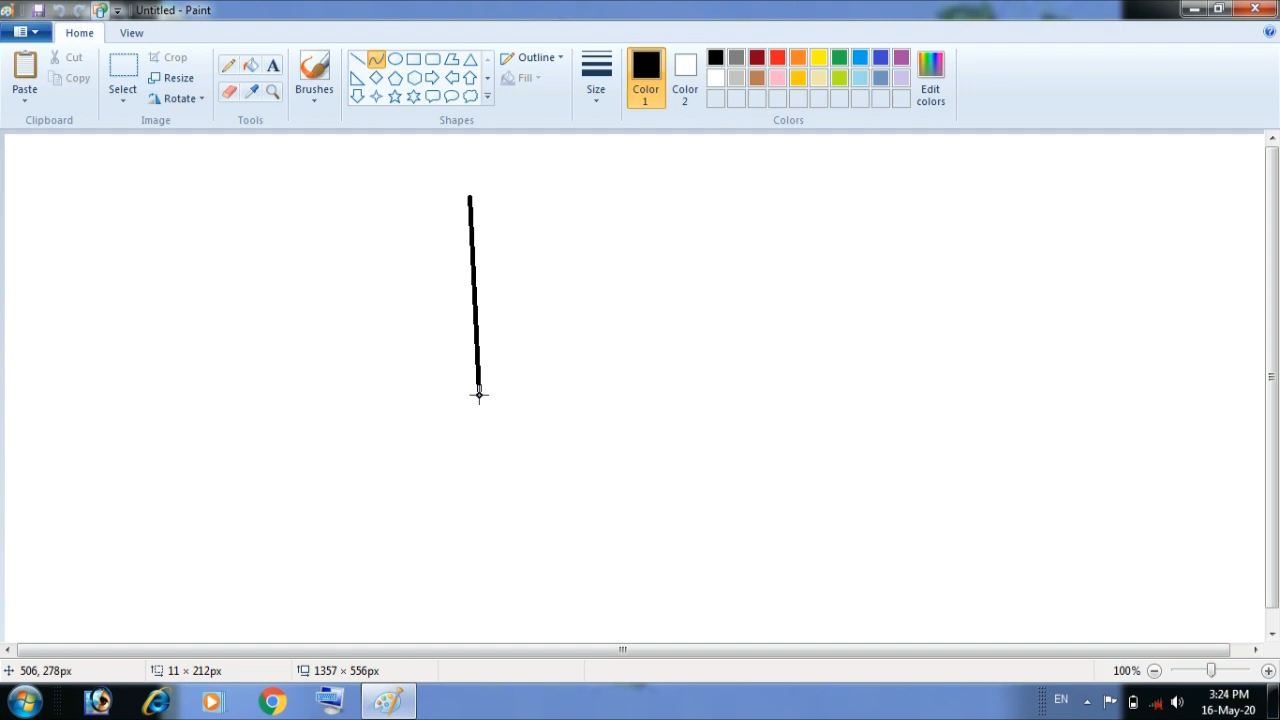 Untitled - Paint
Home View
Paste
Cut
Copy
Clipboard
Select
Crop
Resize
Rotate
Image
A
Tools
Brushes
Outline
Fill
Shapes
Size
Color
1
Color
2
Edit
colors
Colors
506, 278px
11 × 212px
1357 × 556px
100%
EN
3:24 PM
16-May-20